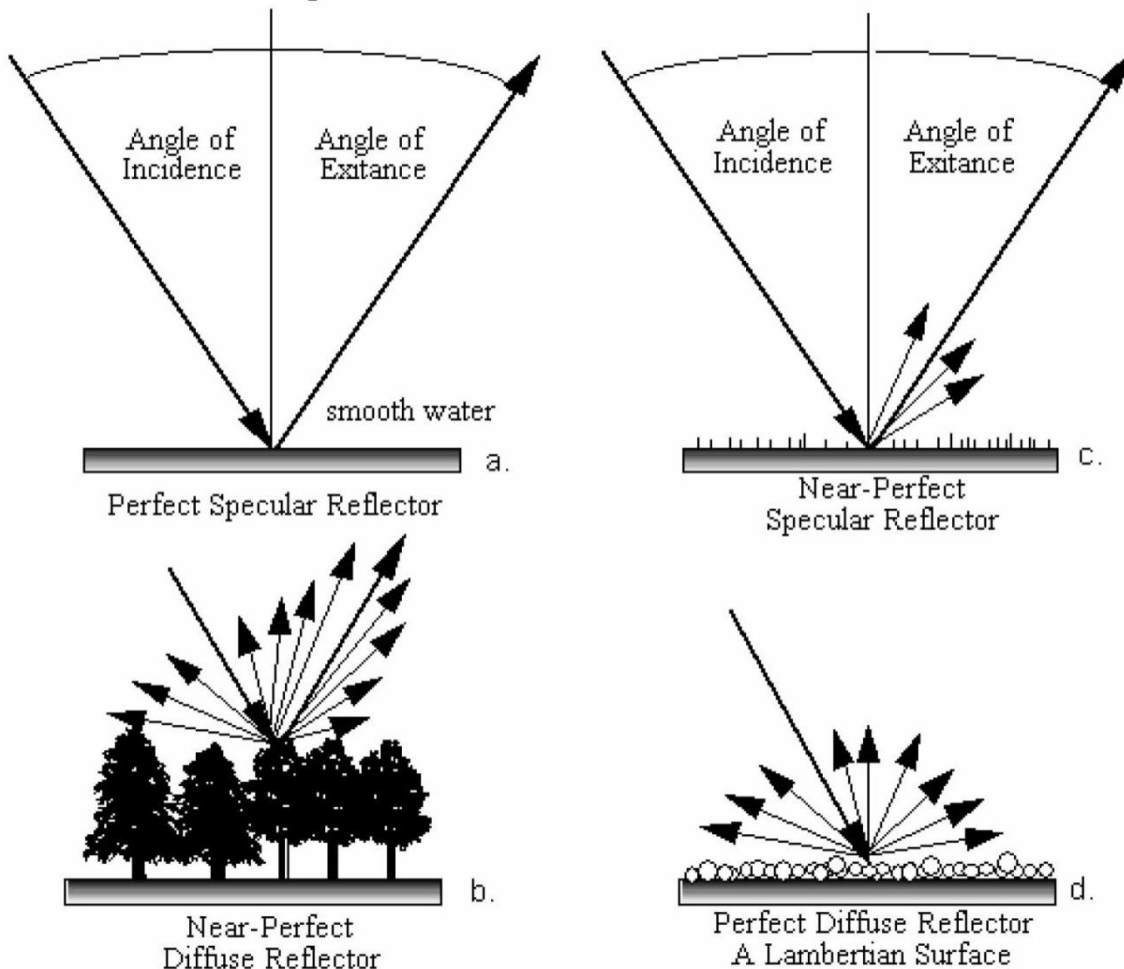 Angle of
Incidence
Angle of
Exitance
smooth water
a.
Perfect Specular Reflector
Angle of
Incidence
Angle of
Exitance
c.
Near-Perfect
Specular Reflector
b.
Near-Perfect
Diffuse Reflector
d.
Perfect Diffuse Reflector
A Lambertian Surface